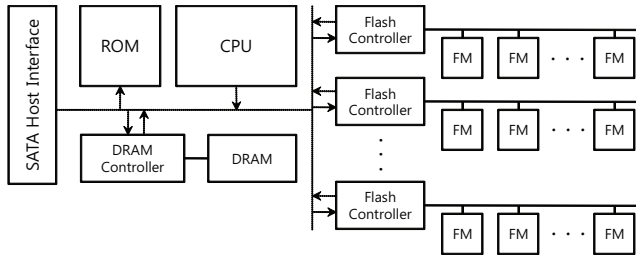 SATA Host Interface
ROM
CPU
DRAM
Controller
DRAM
Flash
Controller
FM FM · · · FM
Flash
Controller
FM FM · · · FM
Flash
Controller
FM FM · · · FM